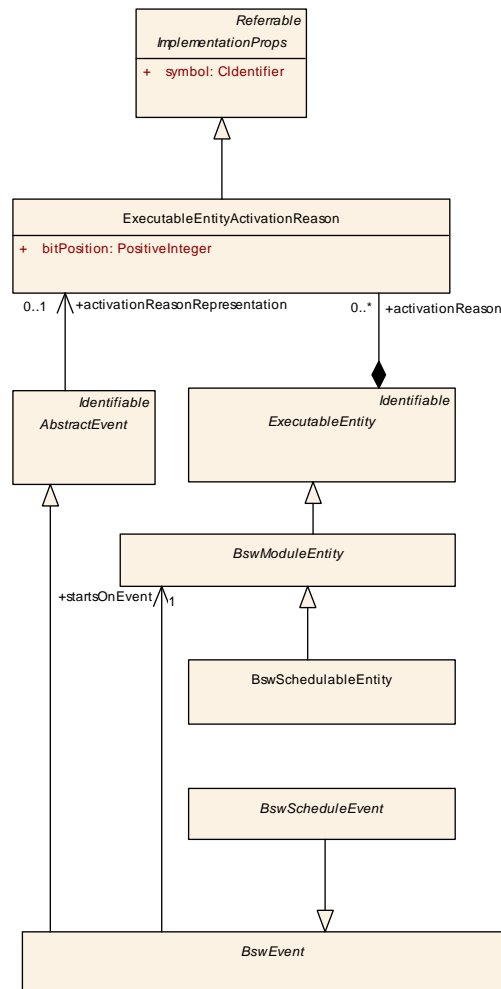 Referrable
ImplementationProps
+ symbol: CIdentifier
ExecutableEntityActivationReason
+ bitPosition: PositiveInteger
0..1 +activationReasonRepresentation 0..* +activationReason
Identifiable
AbstractEvent
Identifiable
ExecutableEntity
BswModuleEntity
+startsOnEvent 1
BswSchedulableEntity
BswScheduleEvent
BswEvent